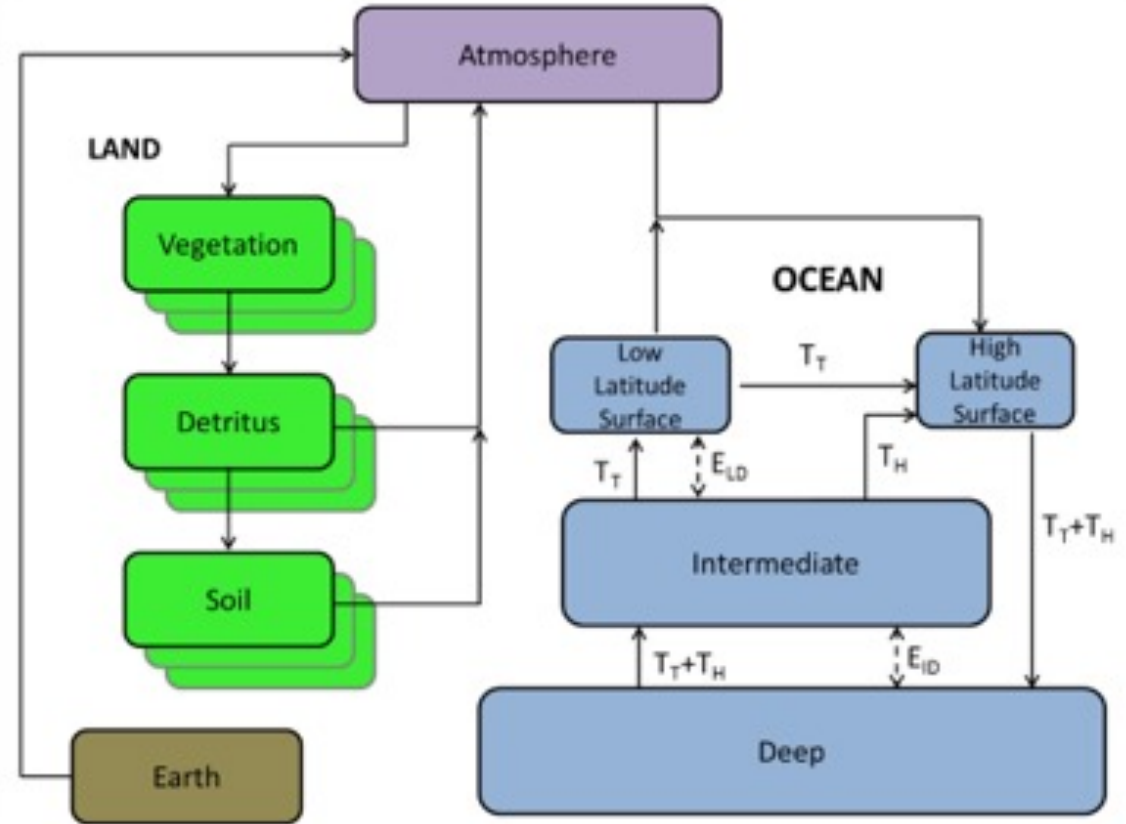 Atmosphere
LAND
Vegetation
OCEAN
Low
Latitude
Surface
T_T
High
Latitude
Surface
Detritus
T_T
E_LD
T_H
T_T+T_H
Intermediate
Soil
T_T+T_H
E_ID
Deep
Earth